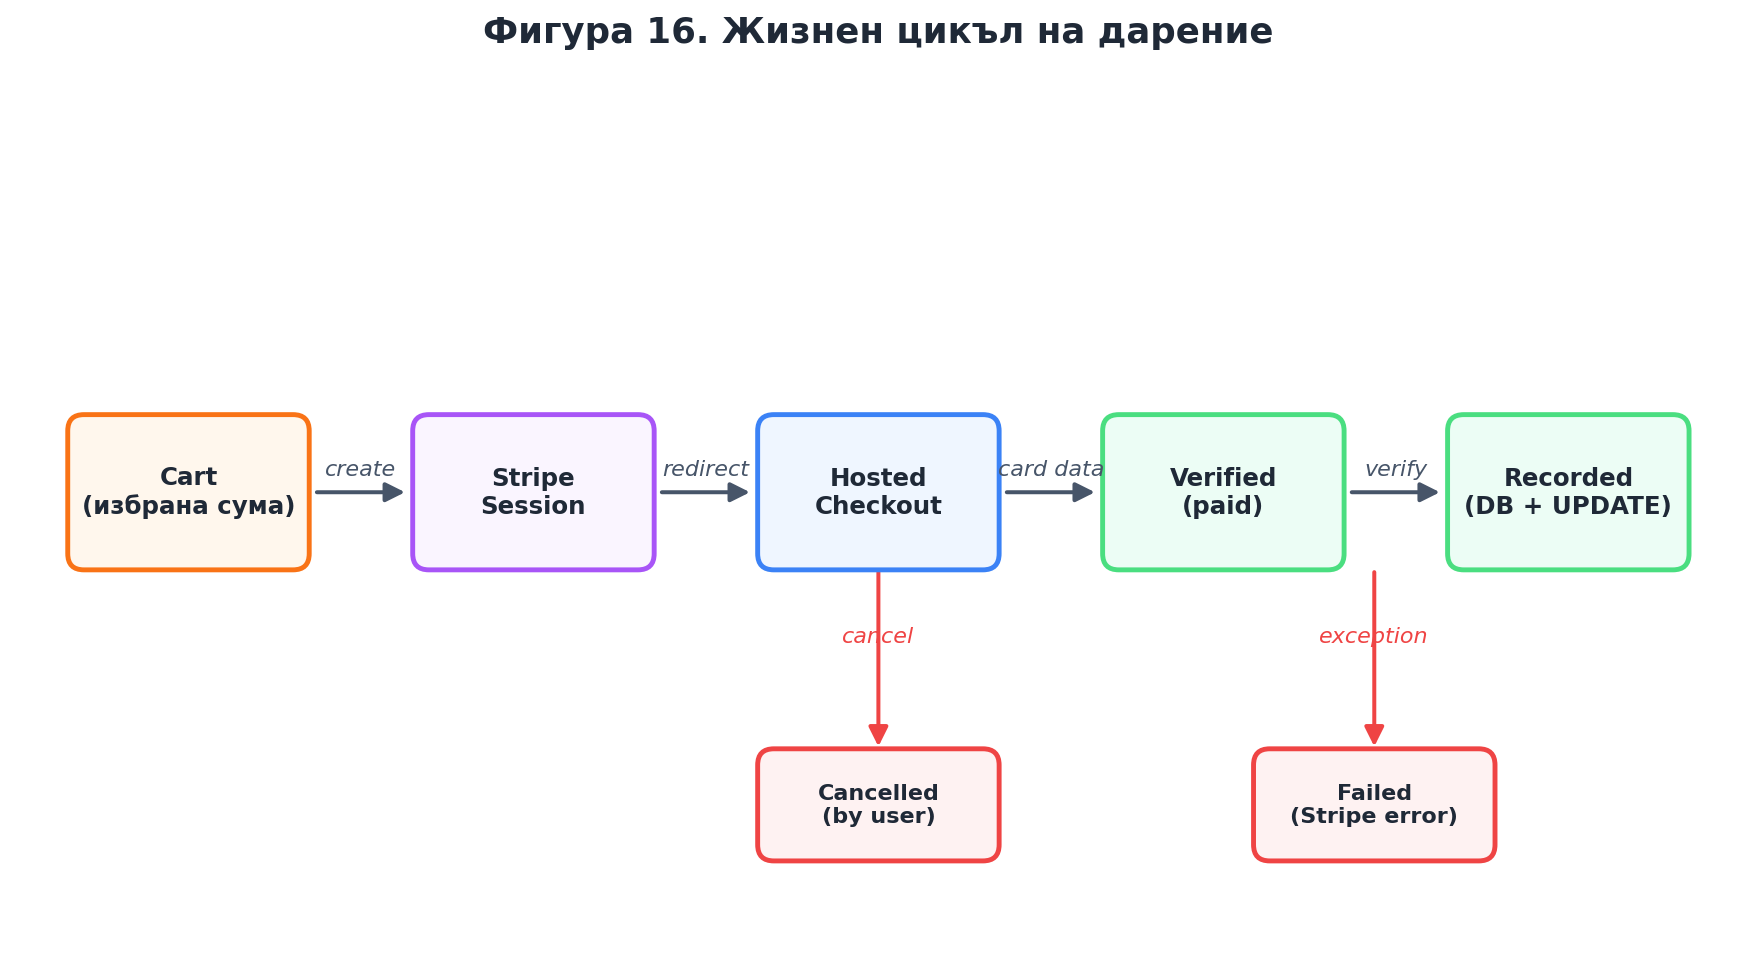 Фигура 16. Жизнен цикъл на дарение
Cart
(избрана сума)
create
Stripe
Session
redirect
Hosted
Checkout
card data
Verified
(paid)
verify
Recorded
(DB + UPDATE)
cancel
exception
Cancelled
(by user)
Failed
(Stripe error)